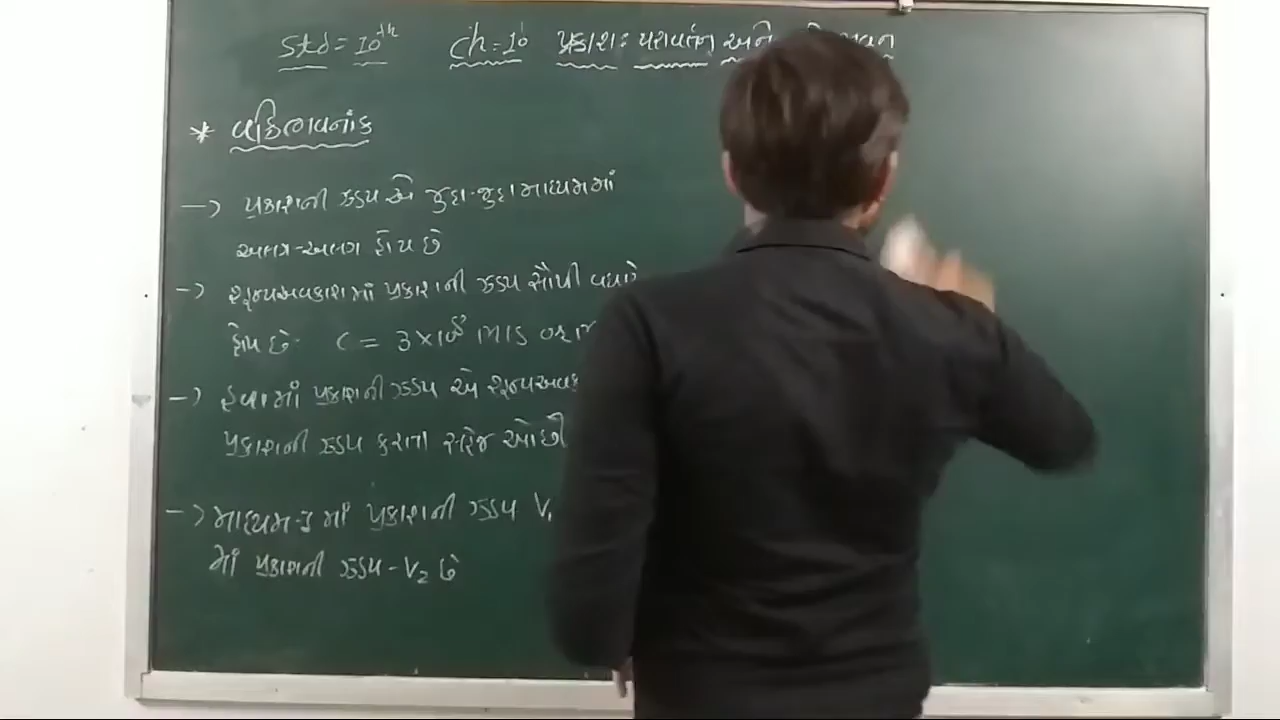 Std = 10th Ch = 10 પ્રકાશ : પરાવર્તન અને
* વક્રિભવનાંક
→ પ્રકાશની ઝડપ એ જુદા-જુદા માધ્યમમાં
અલગ-અલગ હોય છે
→ શૂન્યઅવકાશમાં પ્રકાશની ઝડપ સૌથી વધારે
હોય છે. C = 3 × 10⁸
→ હવામાં પ્રકાશની ઝડપ એ
પ્રકાશની ઝડપ કરતા સહેજ ઓછી
→ માધ્યમ-1 માં પ્રકાશની ઝડપ V₁
માં પ્રકાશની ઝડપ - V₂ છે